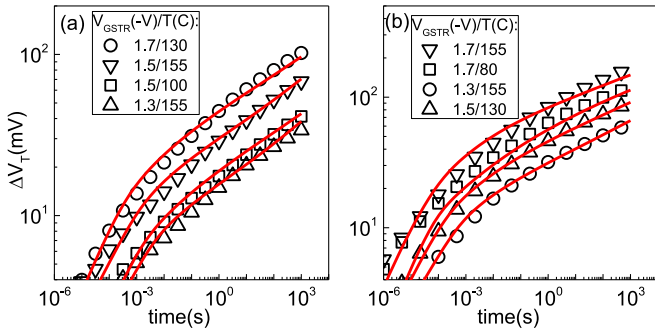 (a)
V_GSTR(-V)/T(C):
1.7/130
1.5/155
1.5/100
1.3/155
(b)
V_GSTR(-V)/T(C):
1.7/155
1.7/80
1.3/155
1.5/130
ΔV_T(mV)
10^2
10^1
10^2
10^1
10^-6 10^-3 10^0 10^3
10^-6 10^-3 10^0 10^3
time(s)
time(s)